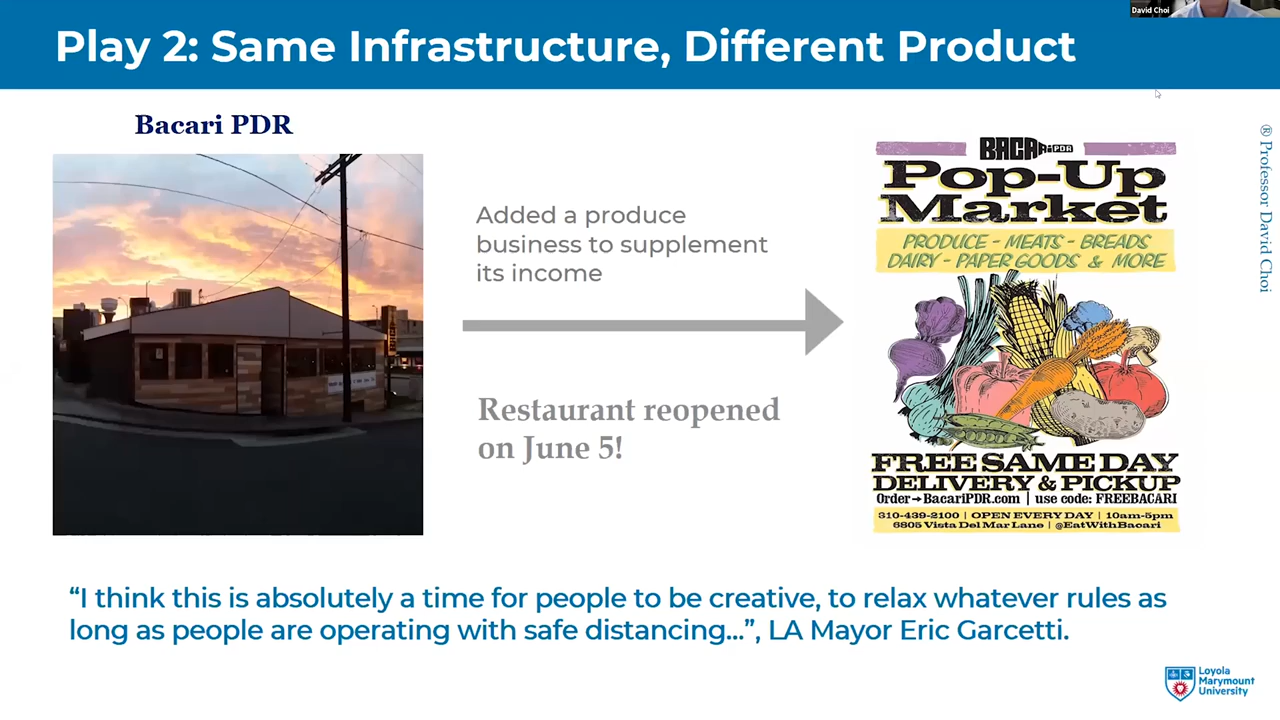 David Choi
Play 2: Same Infrastructure, Different Product
Bacari PDR
® Professor David Choi
Added a produce
business to supplement
its income
Restaurant reopened
on June 5!
BACARI PDR
Pop-Up
Market
PRODUCE - MEATS - BREADS
DAIRY - PAPER GOODS & MORE
FREE SAME DAY
DELIVERY & PICKUP
Order→BacariPDR.com | use code: FREEBACARI
310-439-2100 | OPEN EVERY DAY | 10am-5pm
6805 Vista Del Mar Lane | @EatWithBacari
“I think this is absolutely a time for people to be creative, to relax whatever rules as
long as people are operating with safe distancing...”, LA Mayor Eric Garcetti.
Loyola
Marymount
University